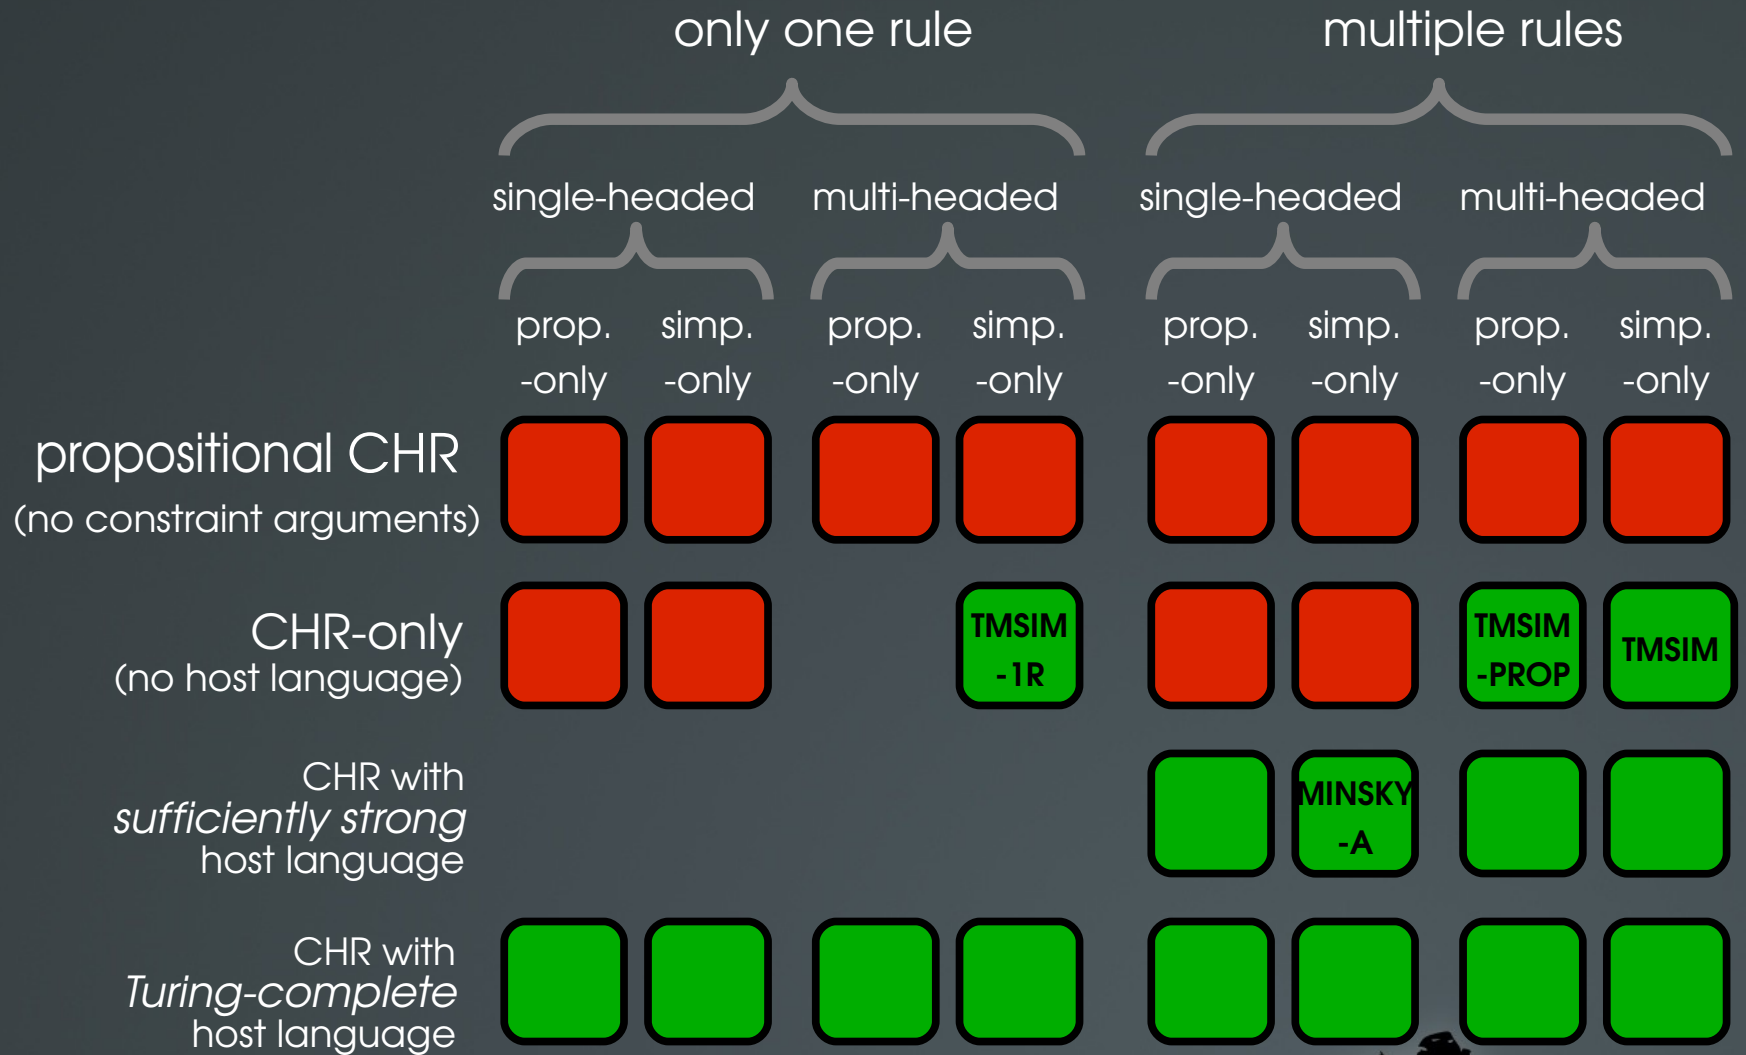 only one rule
multiple rules
single-headed
multi-headed
single-headed
multi-headed
prop.
-only
simp.
-only
prop.
-only
simp.
-only
prop.
-only
simp.
-only
prop.
-only
simp.
-only
propositional CHR
(no constraint arguments)
CHR-only
(no host language)
TMSIM
-1R
TMSIM
-PROP
TMSIM
CHR with
sufficiently strong
host language
MINSKY
-A
CHR with
Turing-complete
host language